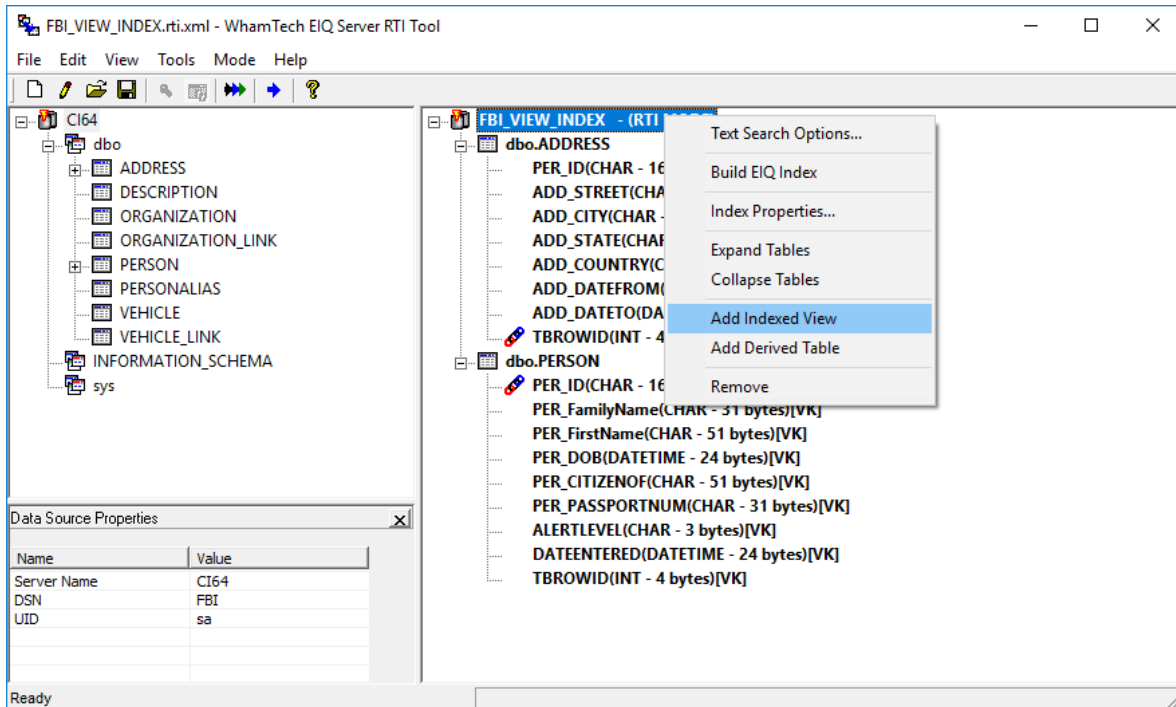 FBI_VIEW_INDEX.rti.xml - WhamTech EIQ Server RTI Tool
File Edit View Tools Mode Help
CI64
dbo
ADDRESS
DESCRIPTION
ORGANIZATION
ORGANIZATION_LINK
PERSON
PERSONALIAS
VEHICLE
VEHICLE_LINK
INFORMATION_SCHEMA
sys
Data Source Properties
Name Value
Server Name CI64
DSN FBI
UID sa
FBI_VIEW_INDEX - (RTI
dbo.ADDRESS
PER_ID(CHAR - 16
ADD_STREET(CHA
ADD_CITY(CHAR -
ADD_STATE(CHAR
ADD_COUNTRY(C
ADD_DATEFROM(
ADD_DATETO(DA
TBROWID(INT - 4
dbo.PERSON
PER_ID(CHAR - 16
PER_FamilyName(CHAR - 31 bytes)[VK]
PER_FirstName(CHAR - 51 bytes)[VK]
PER_DOB(DATETIME - 24 bytes)[VK]
PER_CITIZENOF(CHAR - 51 bytes)[VK]
PER_PASSPORTNUM(CHAR - 31 bytes)[VK]
ALERTLEVEL(CHAR - 3 bytes)[VK]
DATEENTERED(DATETIME - 24 bytes)[VK]
TBROWID(INT - 4 bytes)[VK]
Text Search Options...
Build EIQ Index
Index Properties...
Expand Tables
Collapse Tables
Add Indexed View
Add Derived Table
Remove
Ready